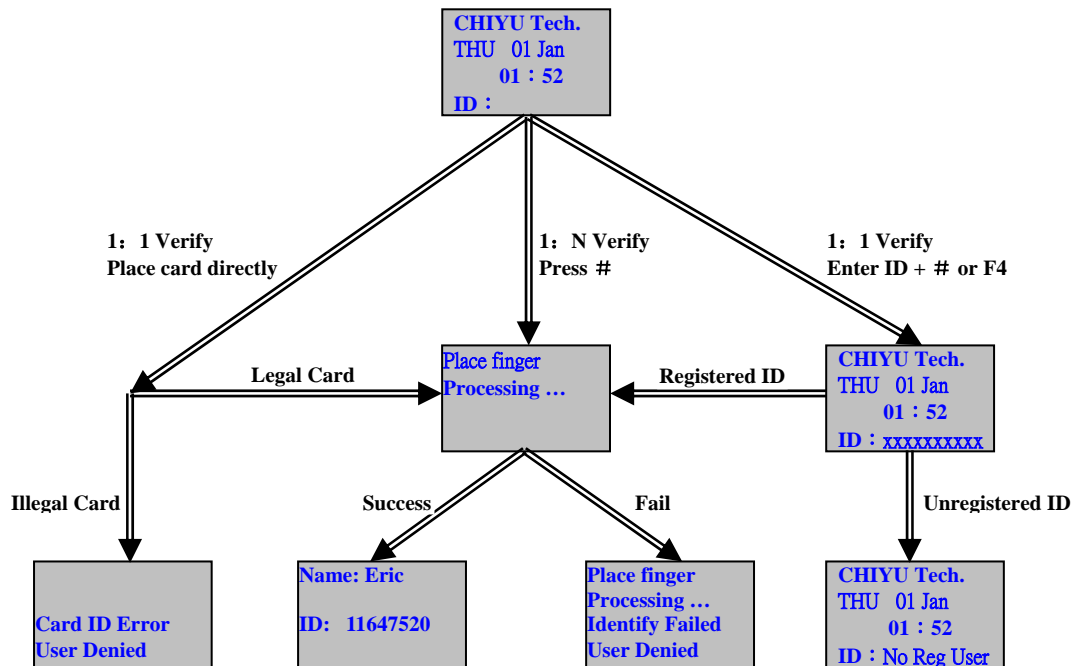 CHIYU Tech.
THU 01 Jan
01：52
ID：
1：1 Verify
Place card directly
1：N Verify
Press ＃
1：1 Verify
Enter ID + ＃ or F4
Legal Card
Place finger
Processing …
Registered ID
CHIYU Tech.
THU 01 Jan
01：52
ID：xxxxxxxxxx
Illegal Card
Success
Fail
Unregistered ID
Card ID Error
User Denied
Name: Eric
ID: 11647520
Place finger
Processing …
Identify Failed
User Denied
CHIYU Tech.
THU 01 Jan
01：52
ID：No Reg User